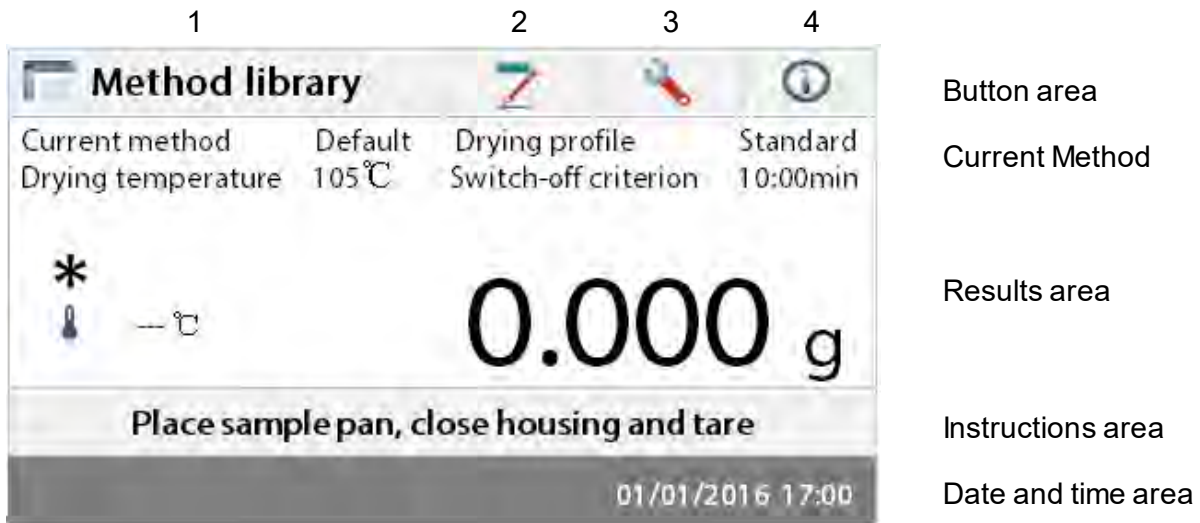 1 2 3 4
Method library Button area
Current method Default Drying profile Standard
Current Method
Drying temperature 105℃ Switch-off criterion 10:00min
*
0.000 g Results area
--- ℃
Place sample pan, close housing and tare Instructions area
01/01/2016 17:00 Date and time area